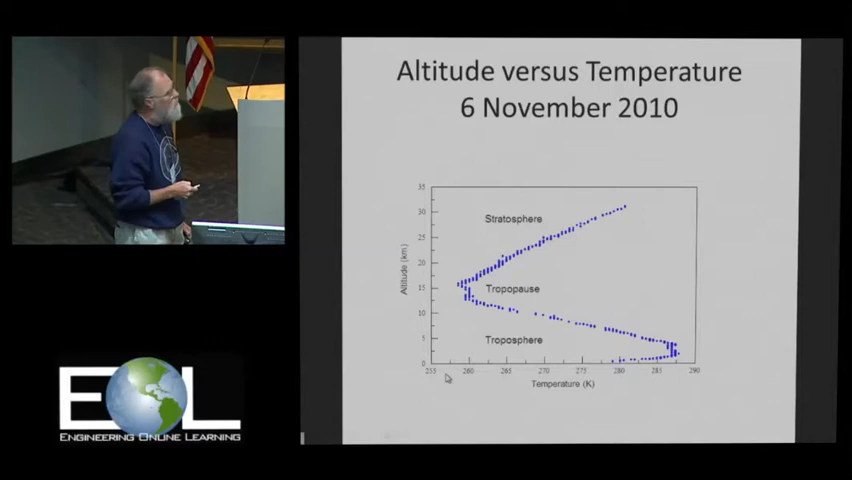 Altitude versus Temperature
6 November 2010
35
30
25
20
15
10
5
0
Altitude (km)
Stratosphere
Tropopause
Troposphere
255 260 265 270 275 280 285 290
Temperature (K)
EOL
ENGINEERING ONLINE LEARNING